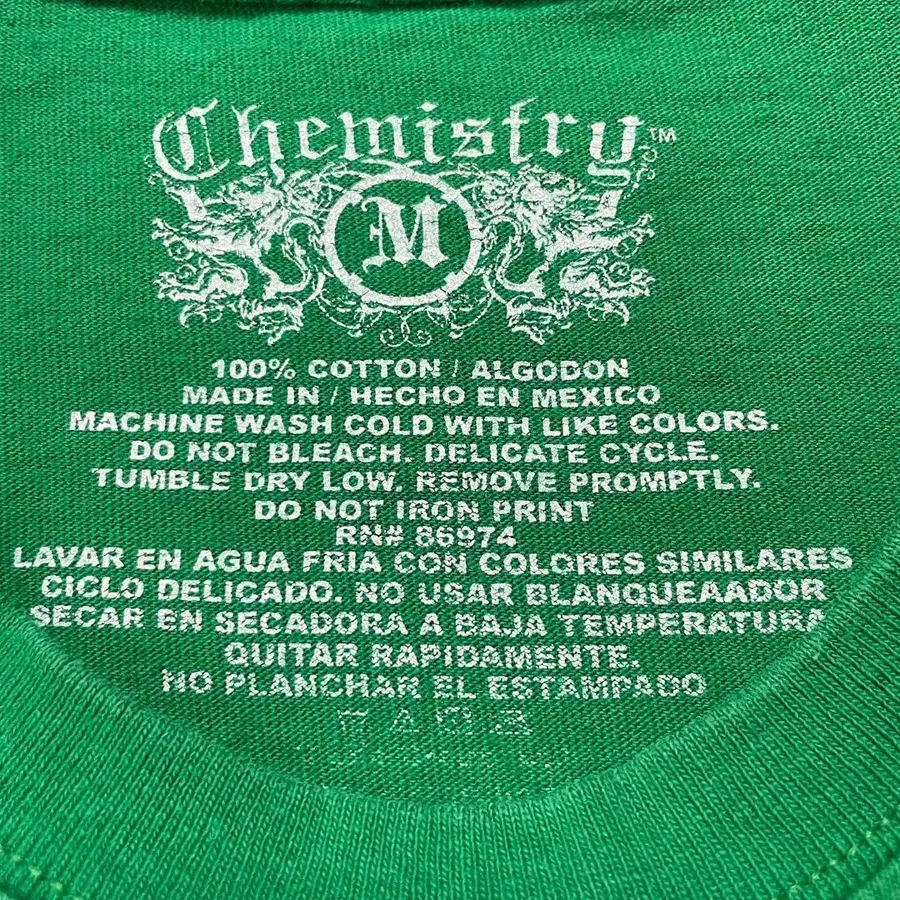 Chemistry™
M
100% COTTON / ALGODON
MADE IN / HECHO EN MEXICO
MACHINE WASH COLD WITH LIKE COLORS.
DO NOT BLEACH. DELICATE CYCLE.
TUMBLE DRY LOW. REMOVE PROMPTLY.
DO NOT IRON PRINT
RN# 86974
LAVAR EN AGUA FRIA CON COLORES SIMILARES
CICLO DELICADO. NO USAR BLANQUEAADOR
SECAR EN SECADORA A BAJA TEMPERATURA
QUITAR RAPIDAMENTE.
NO PLANCHAR EL ESTAMPADO